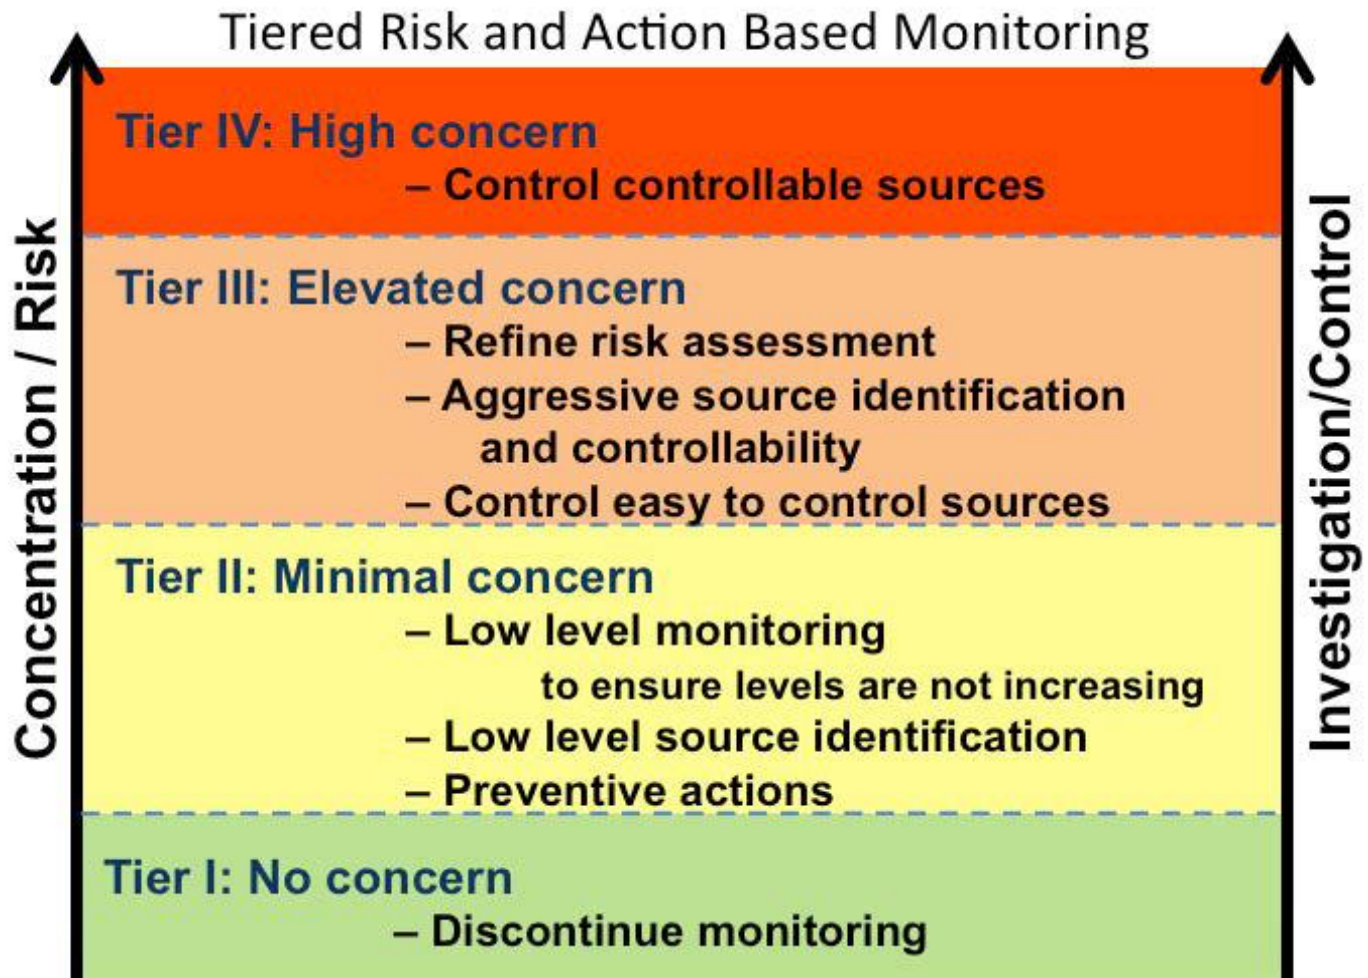 Tiered Risk and Action Based Monitoring
Concentration / Risk
Tier IV: High concern
– Control controllable sources
Tier III: Elevated concern
– Refine risk assessment
– Aggressive source identification
and controllability
– Control easy to control sources
Tier II: Minimal concern
– Low level monitoring
to ensure levels are not increasing
– Low level source identification
– Preventive actions
Tier I: No concern
– Discontinue monitoring
Investigation/Control